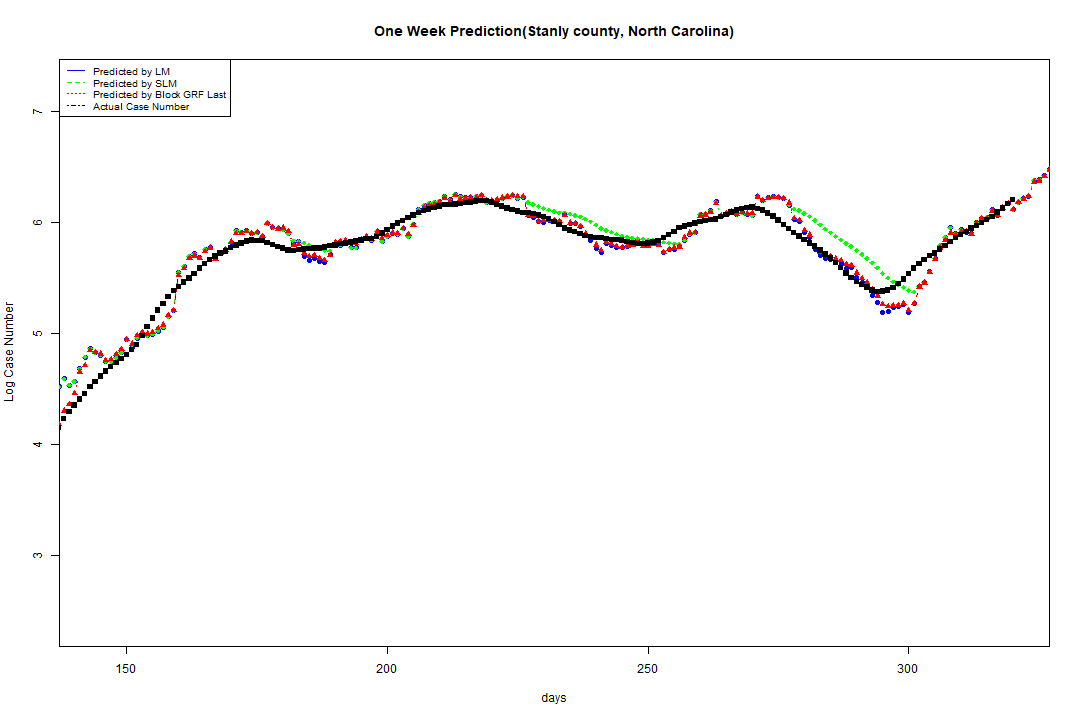 One Week Prediction(Stanly county, North Carolina)
Predicted by LM
Predicted by SLM
Predicted by Block GRF Last
Actual Case Number
7
6
5
4
3
Log Case Number
150 200 250 300
days